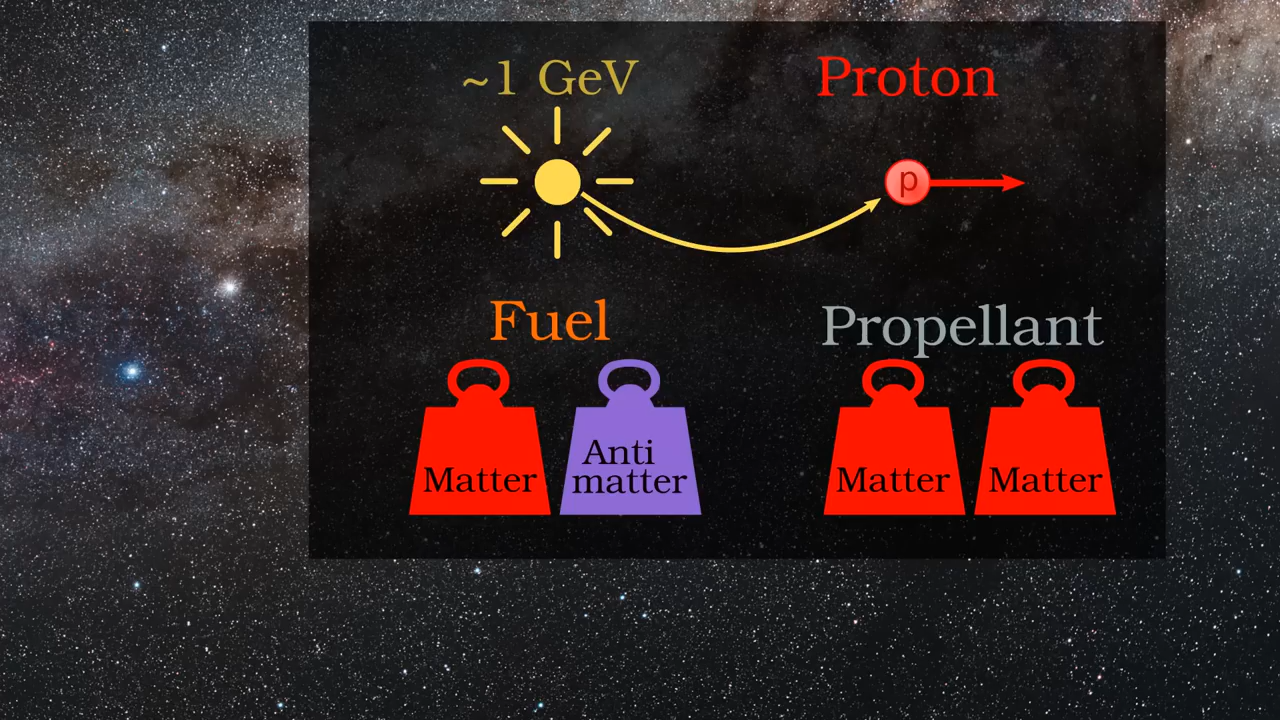 ~1 GeV
Proton
p
Fuel
Propellant
Matter
Anti
matter
Matter
Matter